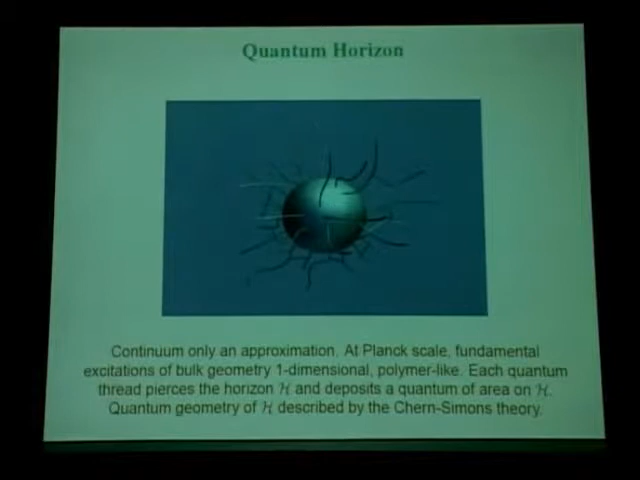 Quantum Horizon
Continuum only an approximation. At Planck scale, fundamental
excitations of bulk geometry 1-dimensional, polymer-like. Each quantum
thread pierces the horizon ℋ and deposits a quantum of area on ℋ.
Quantum geometry of ℋ described by the Chern-Simons theory.